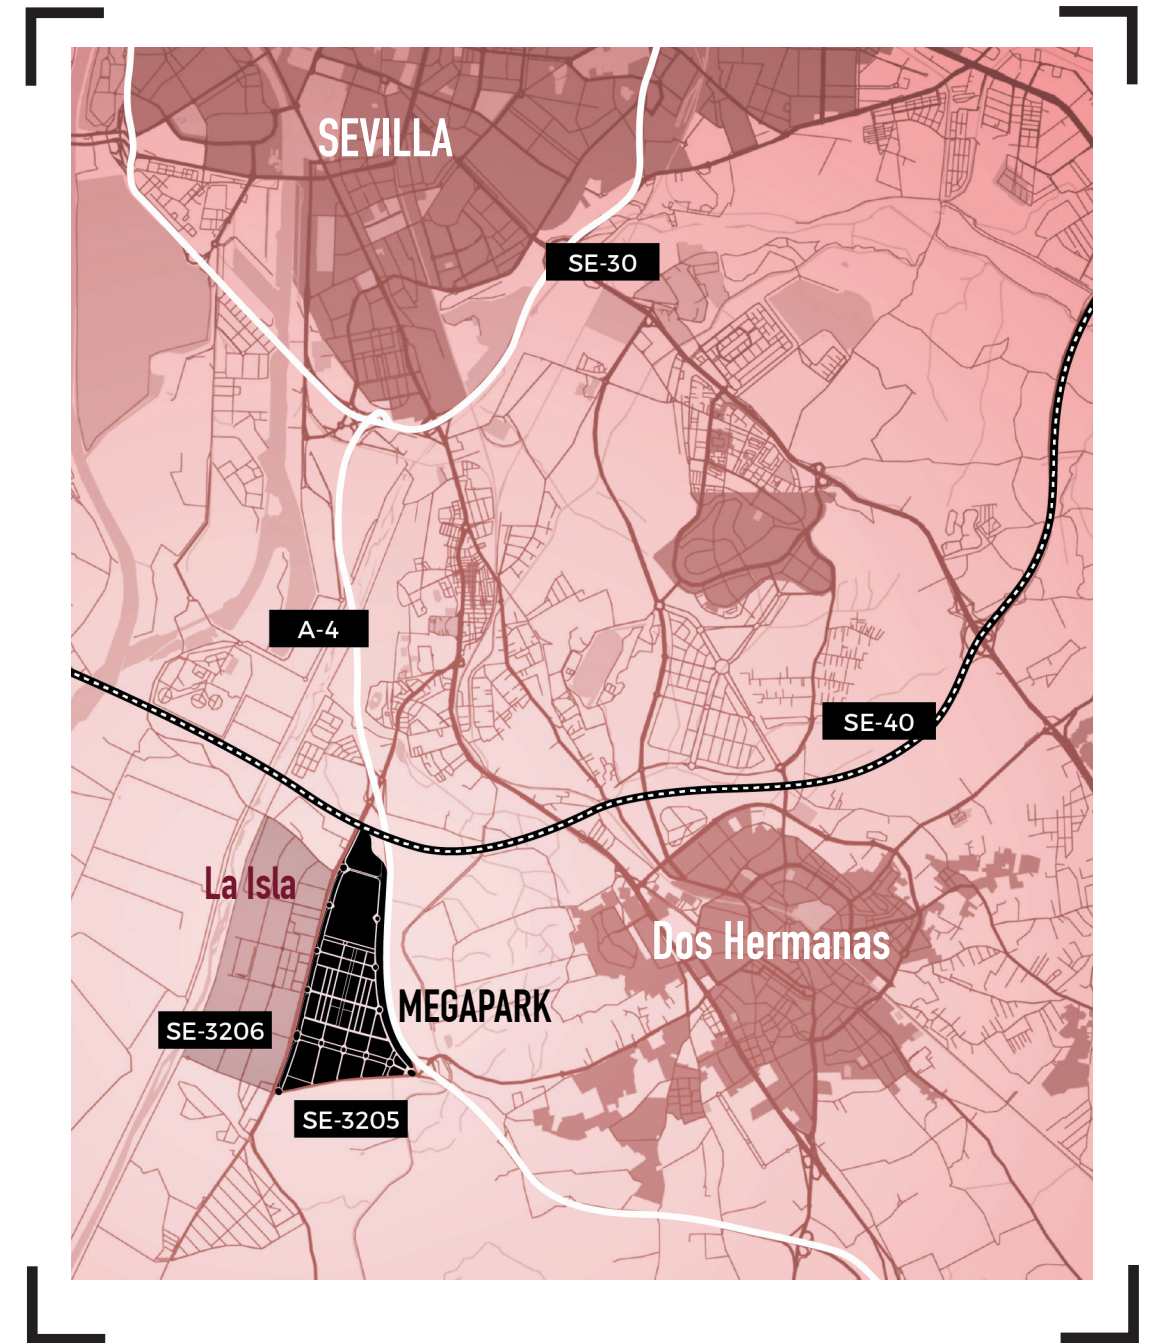 SEVILLA
SE-30
A-4
SE-40
La Isla
Dos Hermanas
MEGAPARK
SE-3206
SE-3205